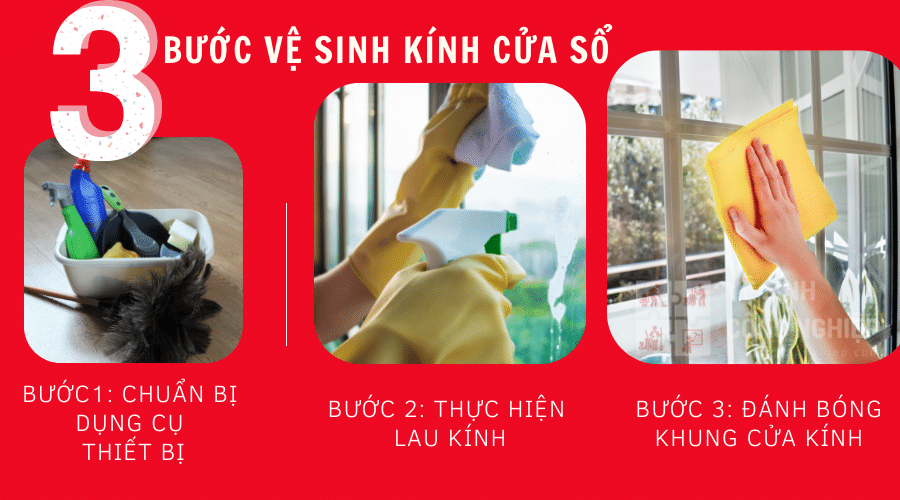 3 BƯỚC VỆ SINH KÍNH CỬA SỔ
BƯỚC1: CHUẨN BỊ
DỤNG CỤ
THIẾT BỊ
BƯỚC 2: THỰC HIỆN
LAU KÍNH
BƯỚC 3: ĐÁNH BÓNG
KHUNG CỬA KÍNH